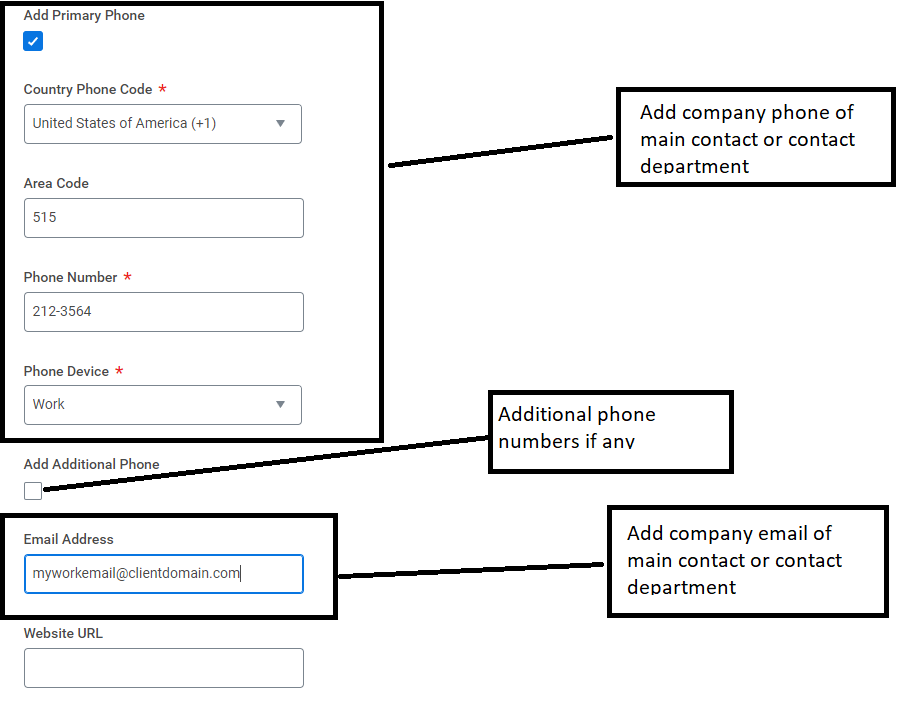 Add Primary Phone
Country Phone Code *
United States of America (+1)
Area Code
515
Phone Number *
212-3564
Phone Device *
Work
Add Additional Phone
Email Address
myworkemail@clientdomain.com
Website URL
Add company phone of
main contact or contact
department
Additional phone
numbers if any
Add company email of
main contact or contact
department